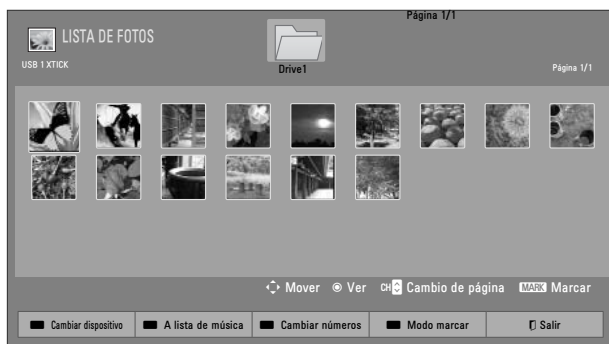 Página 1/1
LISTA DE FOTOS
USB 1 XTICK
Drive1
Página 1/1
Mover Ver CH Cambio de página MARK Marcar
Cambiar dispositivo A lista de música Cambiar números Modo marcar Salir